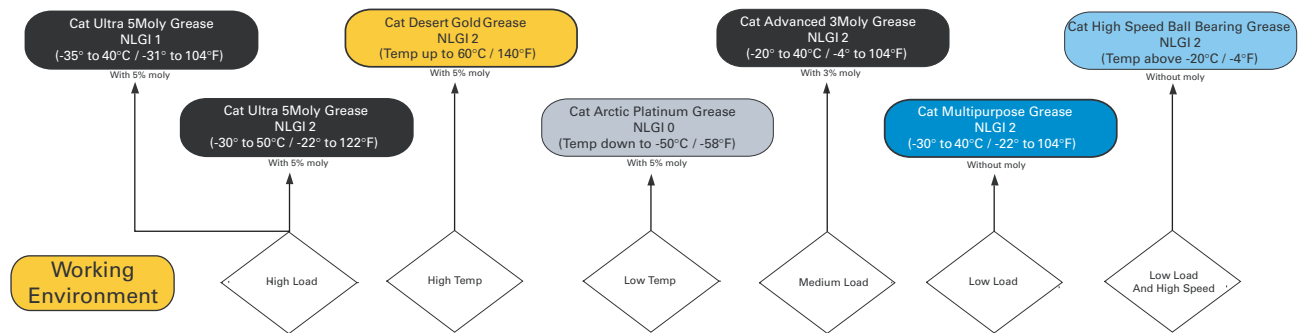 Cat Ultra 5Moly Grease
NLGI 1
(-35° to 40°C / -31° to 104°F)
With 5% moly
Cat Desert Gold Grease
NLGI 2
(Temp up to 60°C / 140°F)
With 5% moly
Cat Advanced 3Moly Grease
NLGI 2
(-20° to 40°C / -4° to 104°F)
With 3% moly
Cat High Speed Ball Bearing Grease
NLGI 2
(Temp above -20°C / -4°F)
Without moly
Cat Ultra 5Moly Grease
NLGI 2
(-30° to 50°C / -22° to 122°F)
With 5% moly
Cat Arctic Platinum Grease
NLGI 0
(Temp down to -50°C / -58°F)
With 5% moly
Cat Multipurpose Grease
NLGI 2
(-30° to 40°C / -22° to 104°F)
Without moly
Working
Environment
High Load
High Temp
Low Temp
Medium Load
Low Load
Low Load
And High Speed